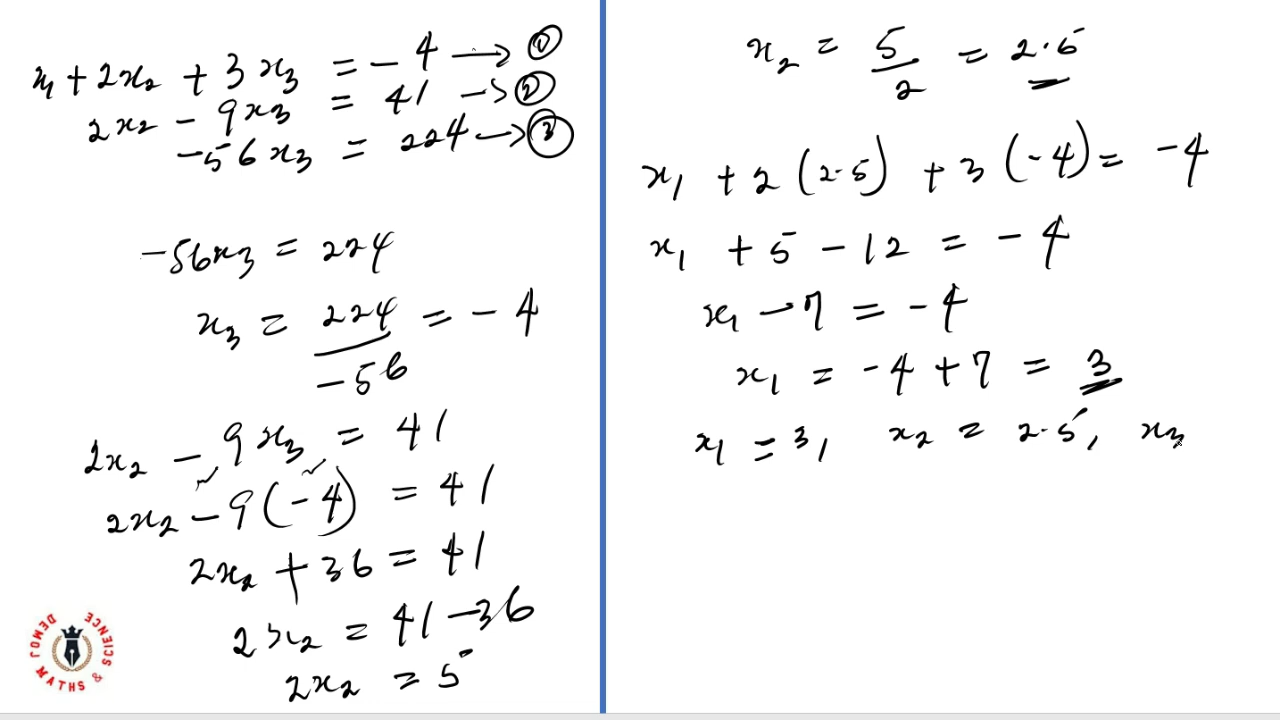 x₁ + 2x₂ + 3x₃ = -4 → ①
2x₂ - 9x₃ = 41 → ②
-56x₃ = 224 → ③
-56x₃ = 224
x₃ = 224/-56 = -4
2x₂ - 9x₃ = 41
2x₂ - 9(-4) = 41
2x₂ + 36 = 41
2x₂ = 41 - 36
2x₂ = 5
DEMOJ MATHS & SCIENCE
x₂ = 5/2 = 2.5
x₁ + 2(2.5) + 3(-4) = -4
x₁ + 5 - 12 = -4
x₁ - 7 = -4
x₁ = -4 + 7 = 3
x₁ = 3, x₂ = 2.5, x₃